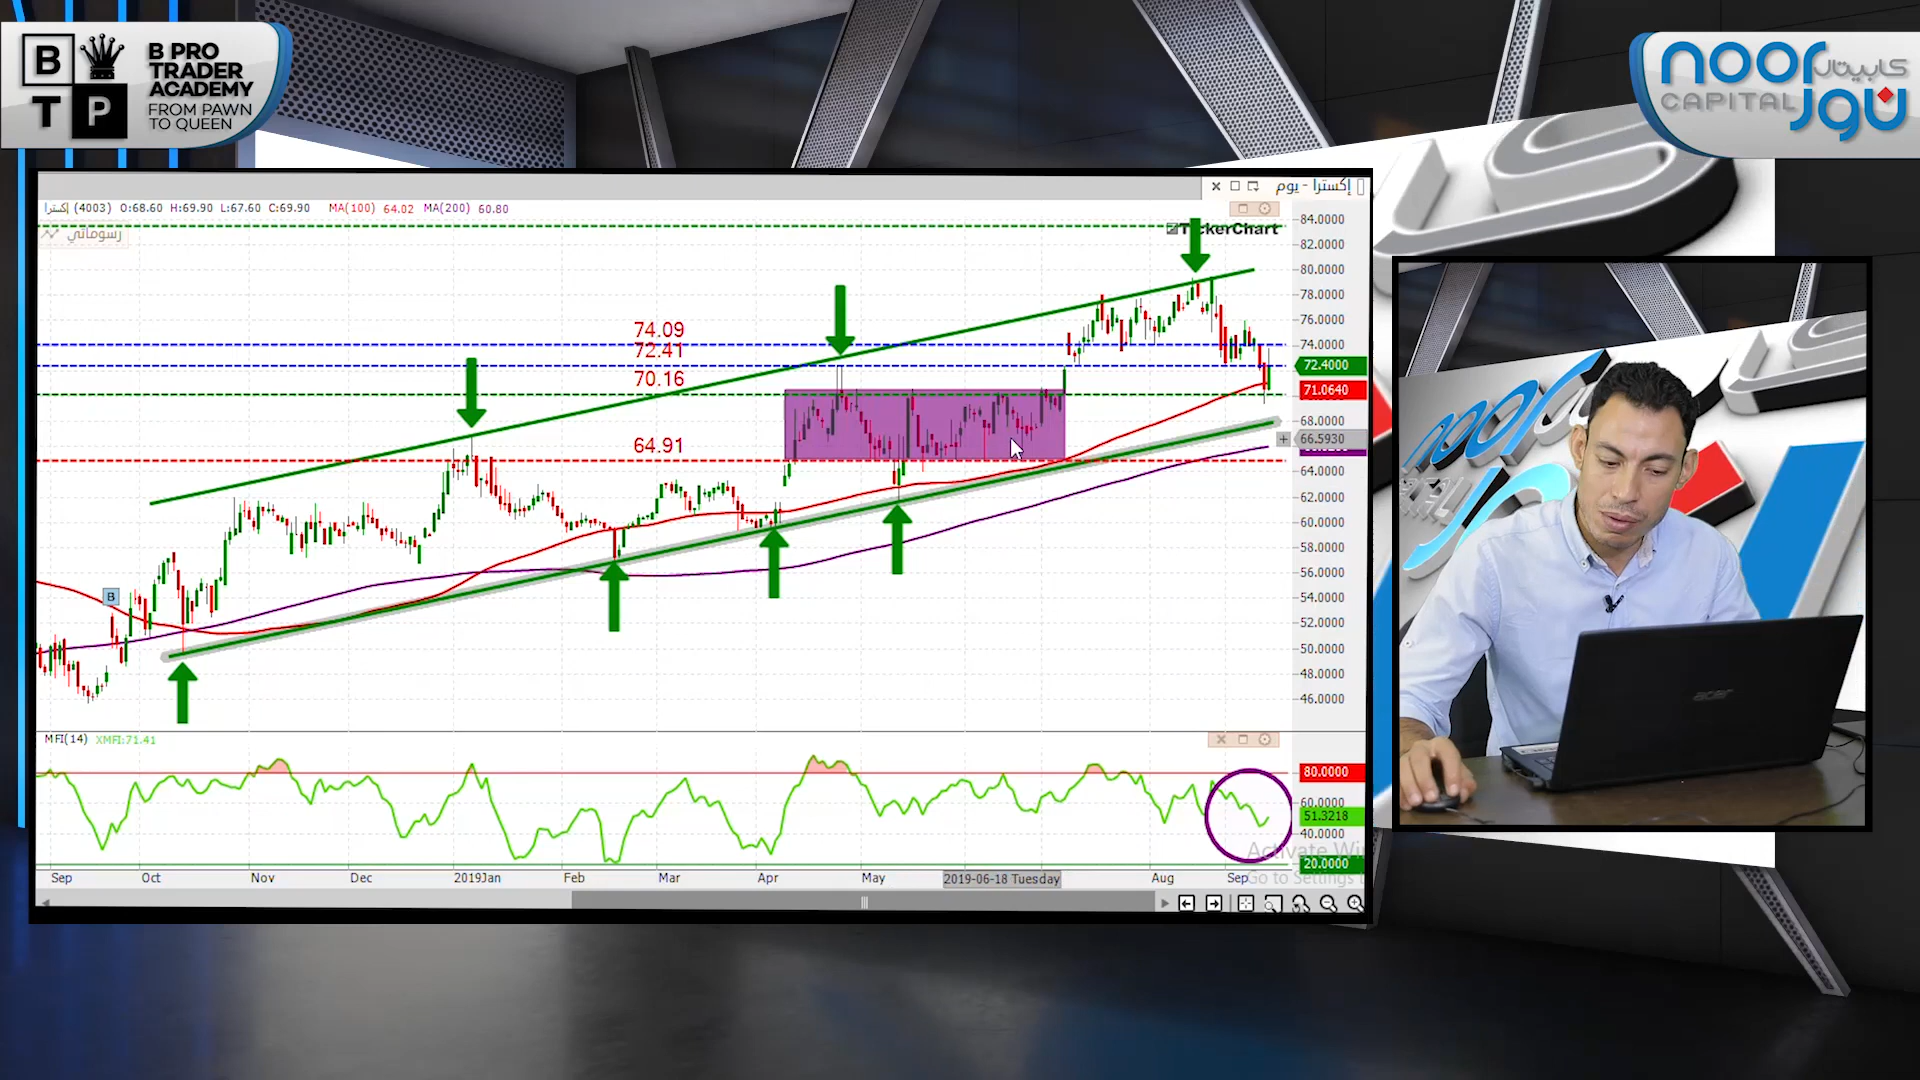 B
T P
B PRO
TRADER
ACADEMY
FROM PAWN
TO QUEEN
noor كابيتال
CAPITAL نور
إكسترا - يوم
إكسترا (4003) O:68.60 H:69.90 L:67.60 C:69.90 MA(100) 64.02 MA(200) 60.80
رسوماتي
TickerChart
84.0000
82.0000
80.0000
78.0000
76.0000
74.0000
72.4000
71.0640
68.0000
66.5930
64.0000
62.0000
60.0000
58.0000
56.0000
54.0000
52.0000
50.0000
48.0000
46.0000
74.09
72.41
70.16
64.91
B
MFI(14) XMFI:71.41
80.0000
60.0000
51.3218
40.0000
20.0000
Activate Wi
Go to Settings t
Sep Oct Nov Dec 2019Jan Feb Mar Apr May 2019-06-18 Tuesday Aug Sep
acer